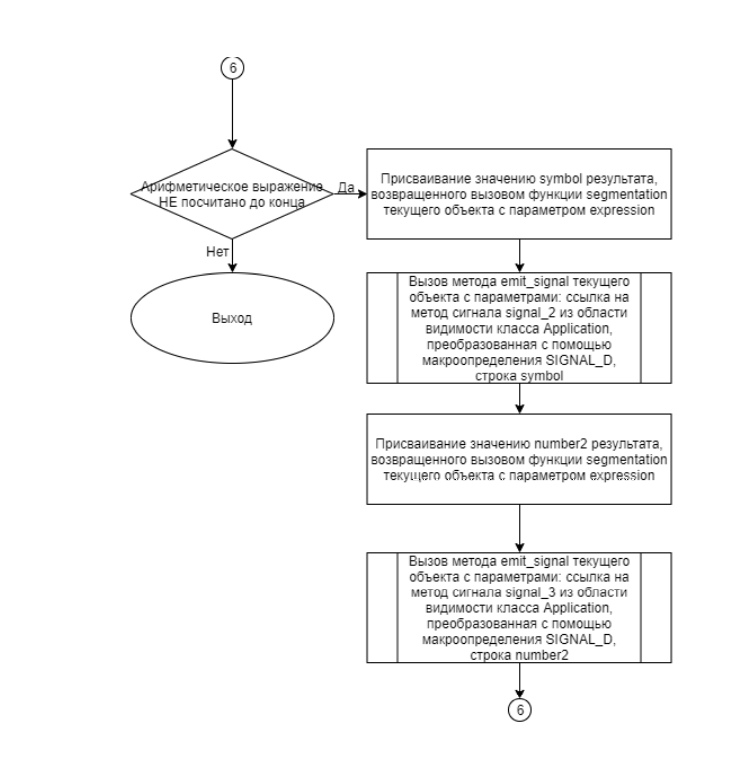 6
Арифметическое выражение
НЕ посчитано до конца
Да
Присваивание значению symbol результата,
возвращенного вызовом функции segmentation
текущего объекта с параметром expression
Нет
Выход
Вызов метода emit_signal текущего
объекта с параметрами: ссылка на
метод сигнала signal_2 из области
видимости класса Application,
преобразованная с помощью
макроопределения SIGNAL_D,
строка symbol
Присваивание значению number2 результата,
возвращенного вызовом функции segmentation
текущего объекта с параметром expression
Вызов метода emit_signal текущего
объекта с параметрами: ссылка на
метод сигнала signal_3 из области
видимости класса Application,
преобразованная с помощью
макроопределения SIGNAL_D,
строка number2
6